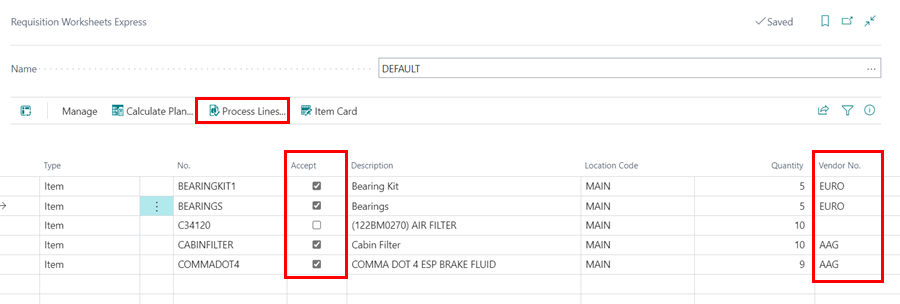 Requisition Worksheets Express
Saved
Name DEFAULT ...
Manage Calculate Plan... Process Lines... Item Card
Type No. Accept Description Location Code Quantity Vendor No.
Item BEARINGKIT1 Bearing Kit MAIN 5 EURO
Item BEARINGS Bearings MAIN 5 EURO
Item C34120 (122BM0270) AIR FILTER MAIN 10
Item CABINFILTER Cabin Filter MAIN 10 AAG
Item COMMADOT4 COMMA DOT 4 ESP BRAKE FLUID MAIN 9 AAG